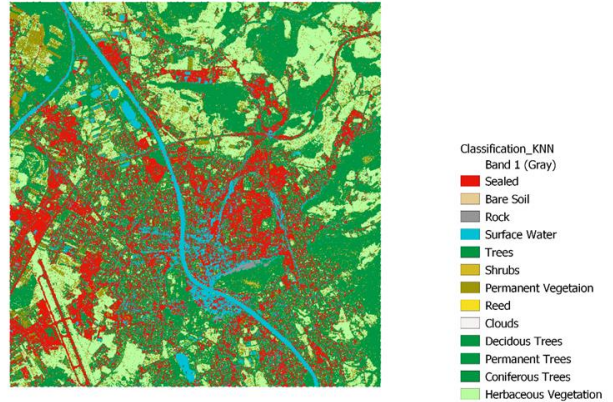 Classification_KNN
Band 1 (Gray)
Sealed
Bare Soil
Rock
Surface Water
Trees
Shrubs
Permanent Vegetaion
Reed
Clouds
Decidous Trees
Permanent Trees
Coniferous Trees
Herbaceous Vegetation